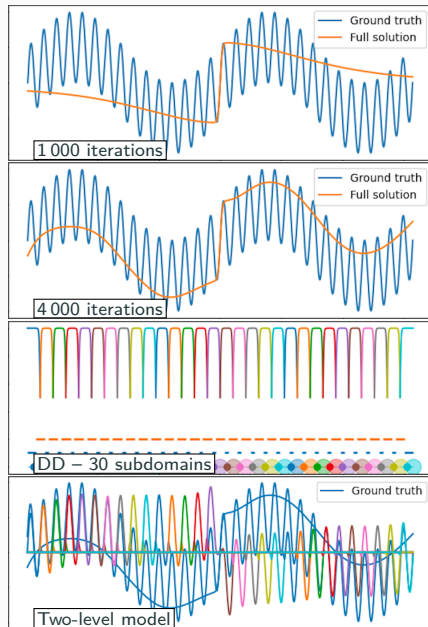 Ground truth
Full solution
1 000 iterations
Ground truth
Full solution
4 000 iterations
DD – 30 subdomains
Ground truth
Two-level model